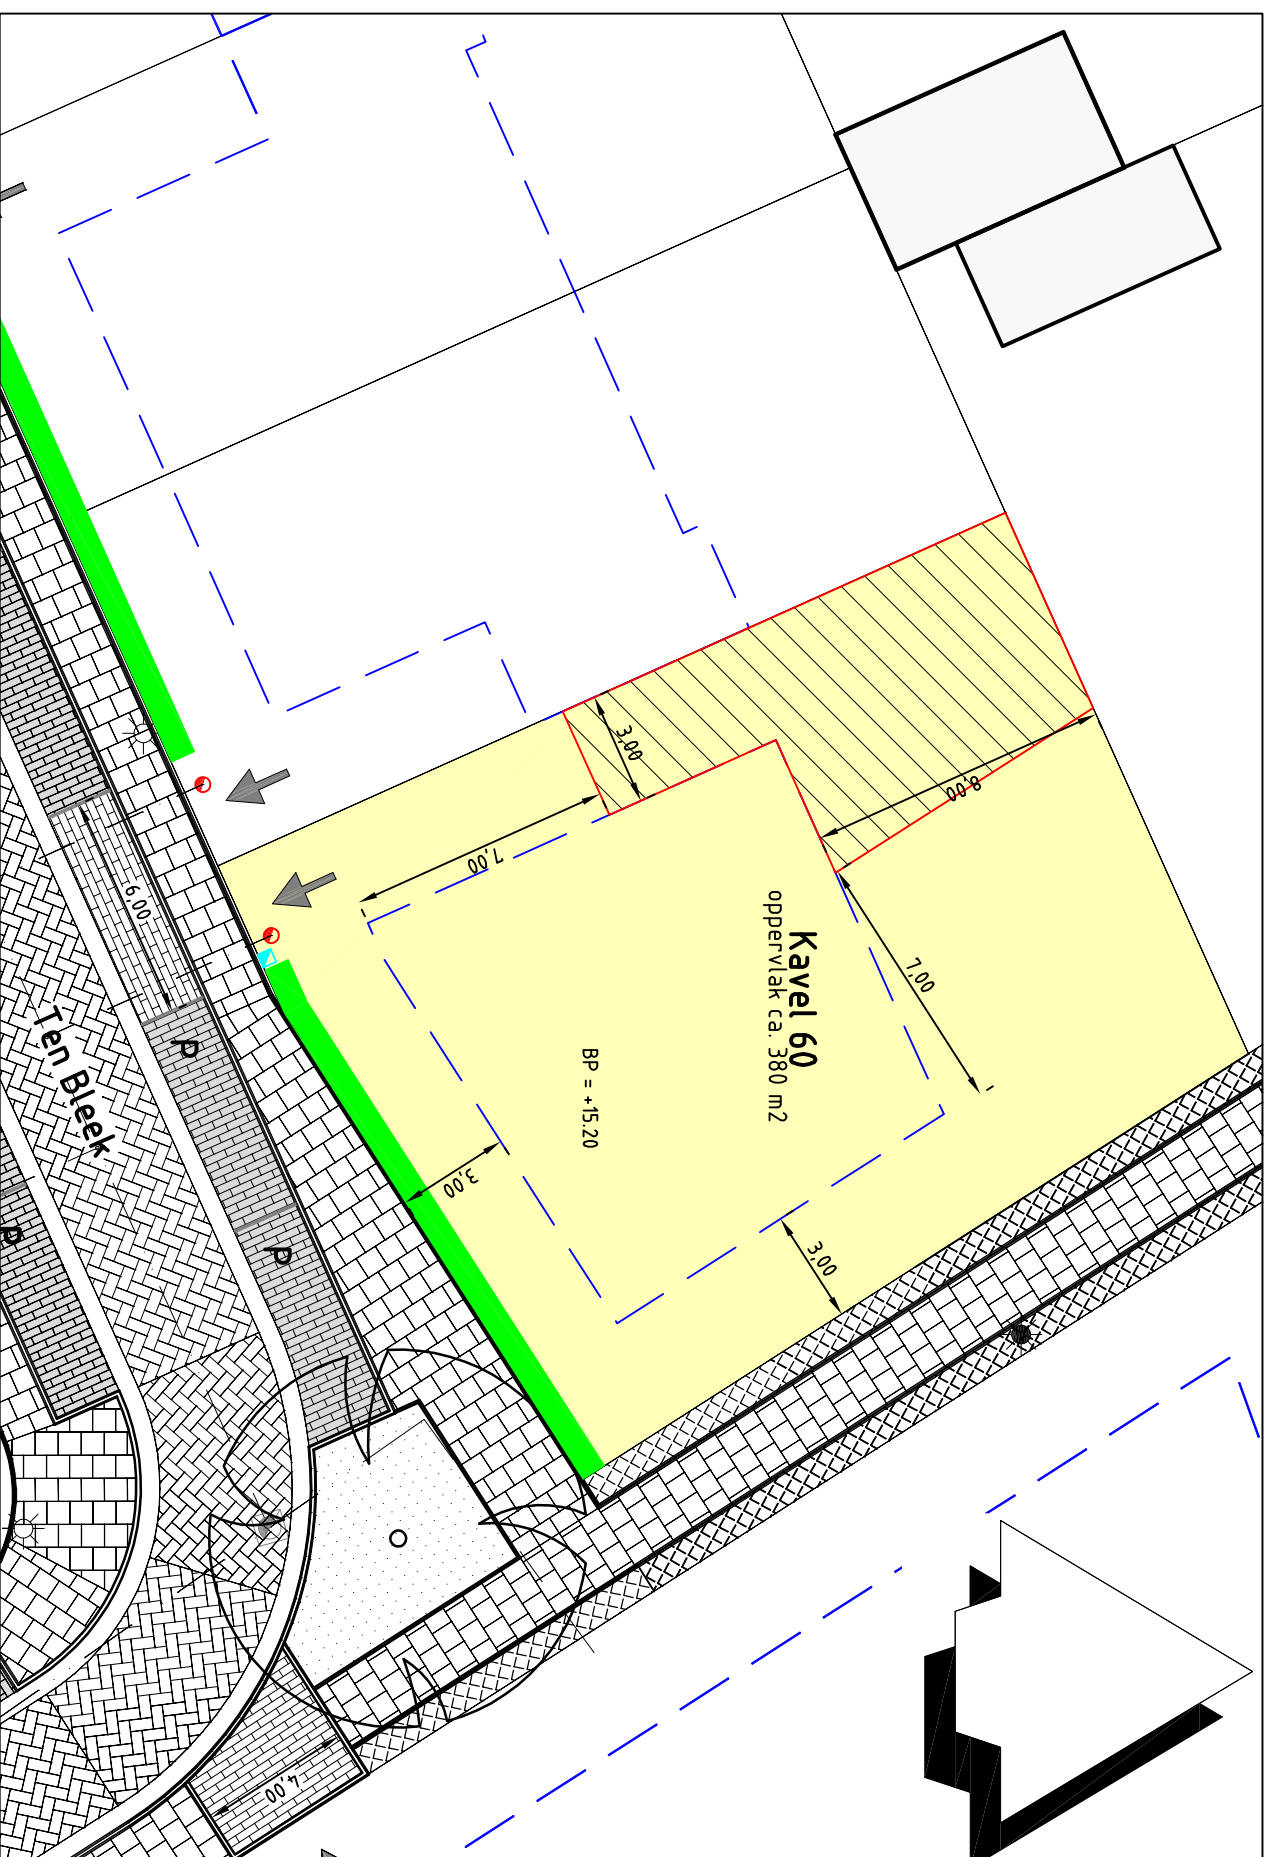 Kavel 60
oppervlak ca. 380 m2
BP = +15.20
3,00
8,00
7,00
7,00
3,00
3,00
6,00
4,00
Ten Bleek
P
P
P